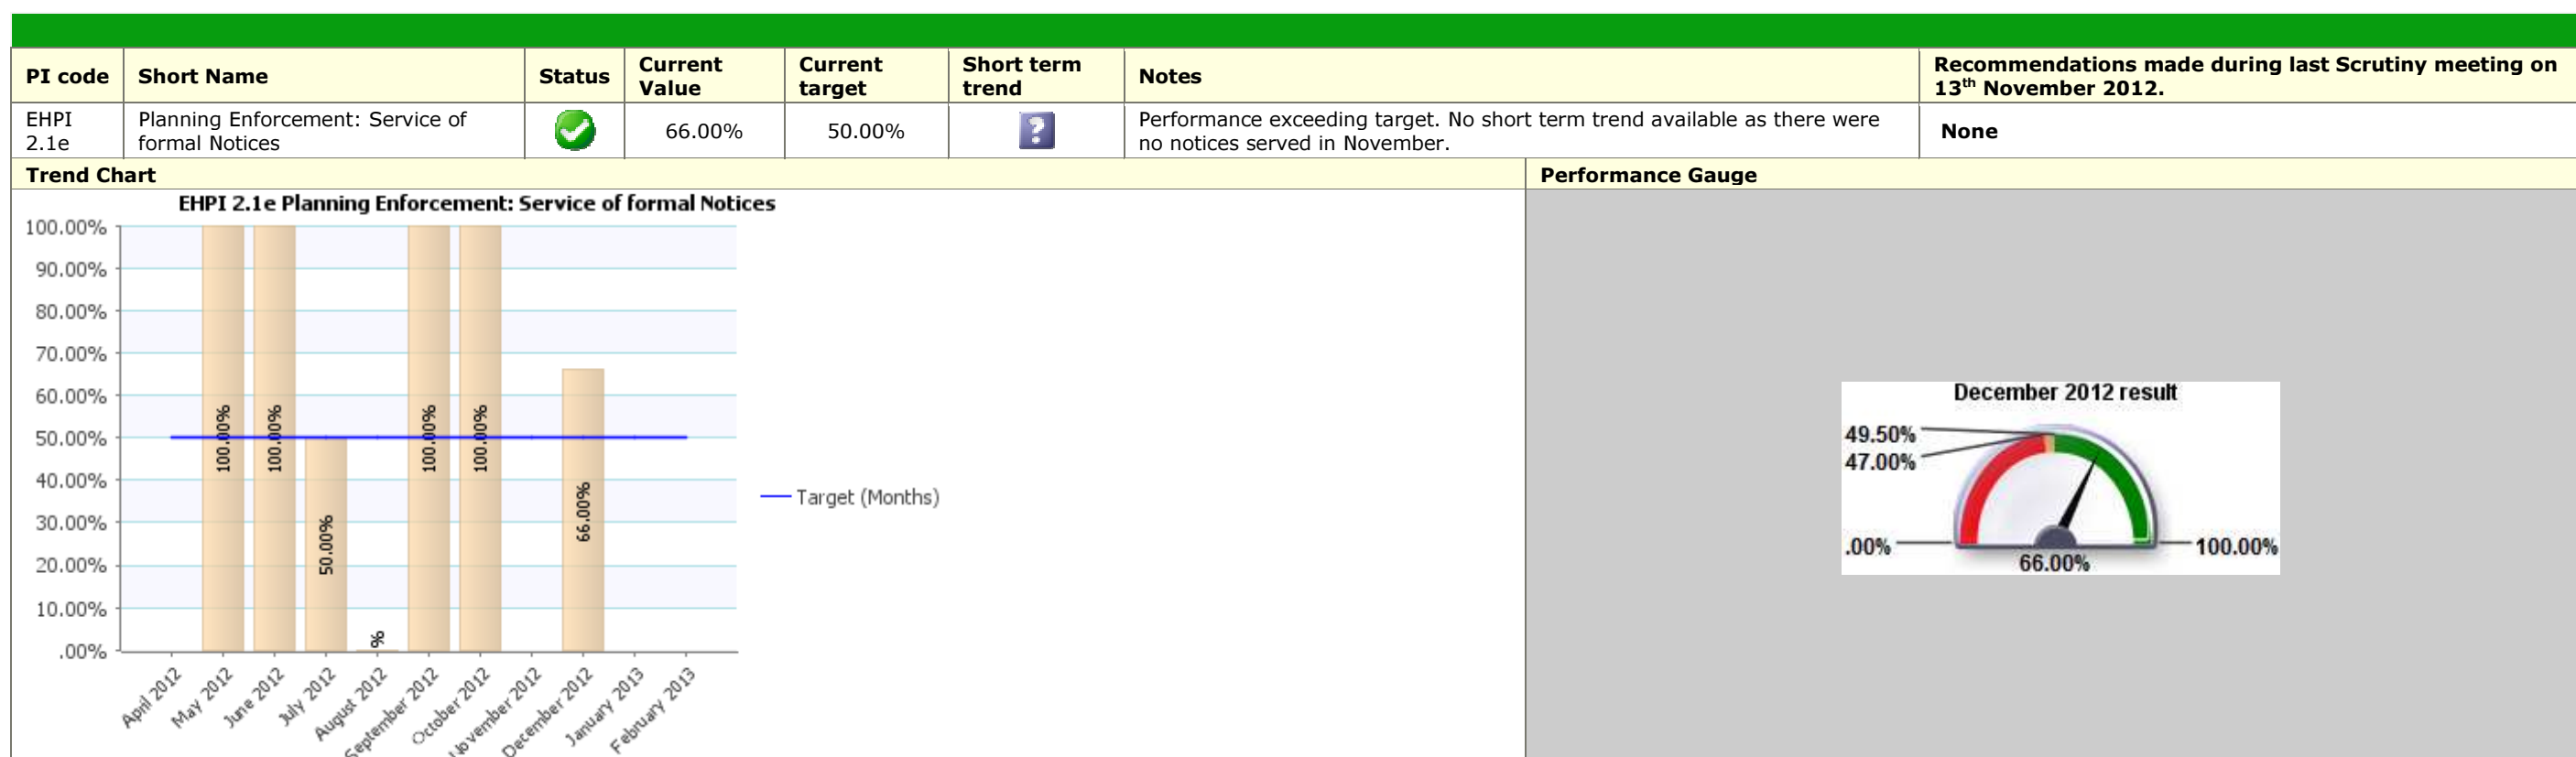 PI code
Short Name
Status
Current
Value
Current
target
Short term
trend
Notes
Recommendations made during last Scrutiny meeting on
13th November 2012.
EHPI
2.1e
Planning Enforcement: Service of
formal Notices
66.00%
50.00%
?
Performance exceeding target. No short term trend available as there were
no notices served in November.
None
Trend Chart
Performance Gauge
EHPI 2.1e Planning Enforcement: Service of formal Notices
100.00%
90.00%
80.00%
70.00%
60.00%
50.00%
40.00%
30.00%
20.00%
10.00%
.00%
100.00%
100.00%
50.00%
%
100.00%
100.00%
66.00%
April 2012
May 2012
June 2012
July 2012
August 2012
September 2012
October 2012
November 2012
December 2012
January 2013
February 2013
Target (Months)
December 2012 result
49.50%
47.00%
.00%
100.00%
66.00%